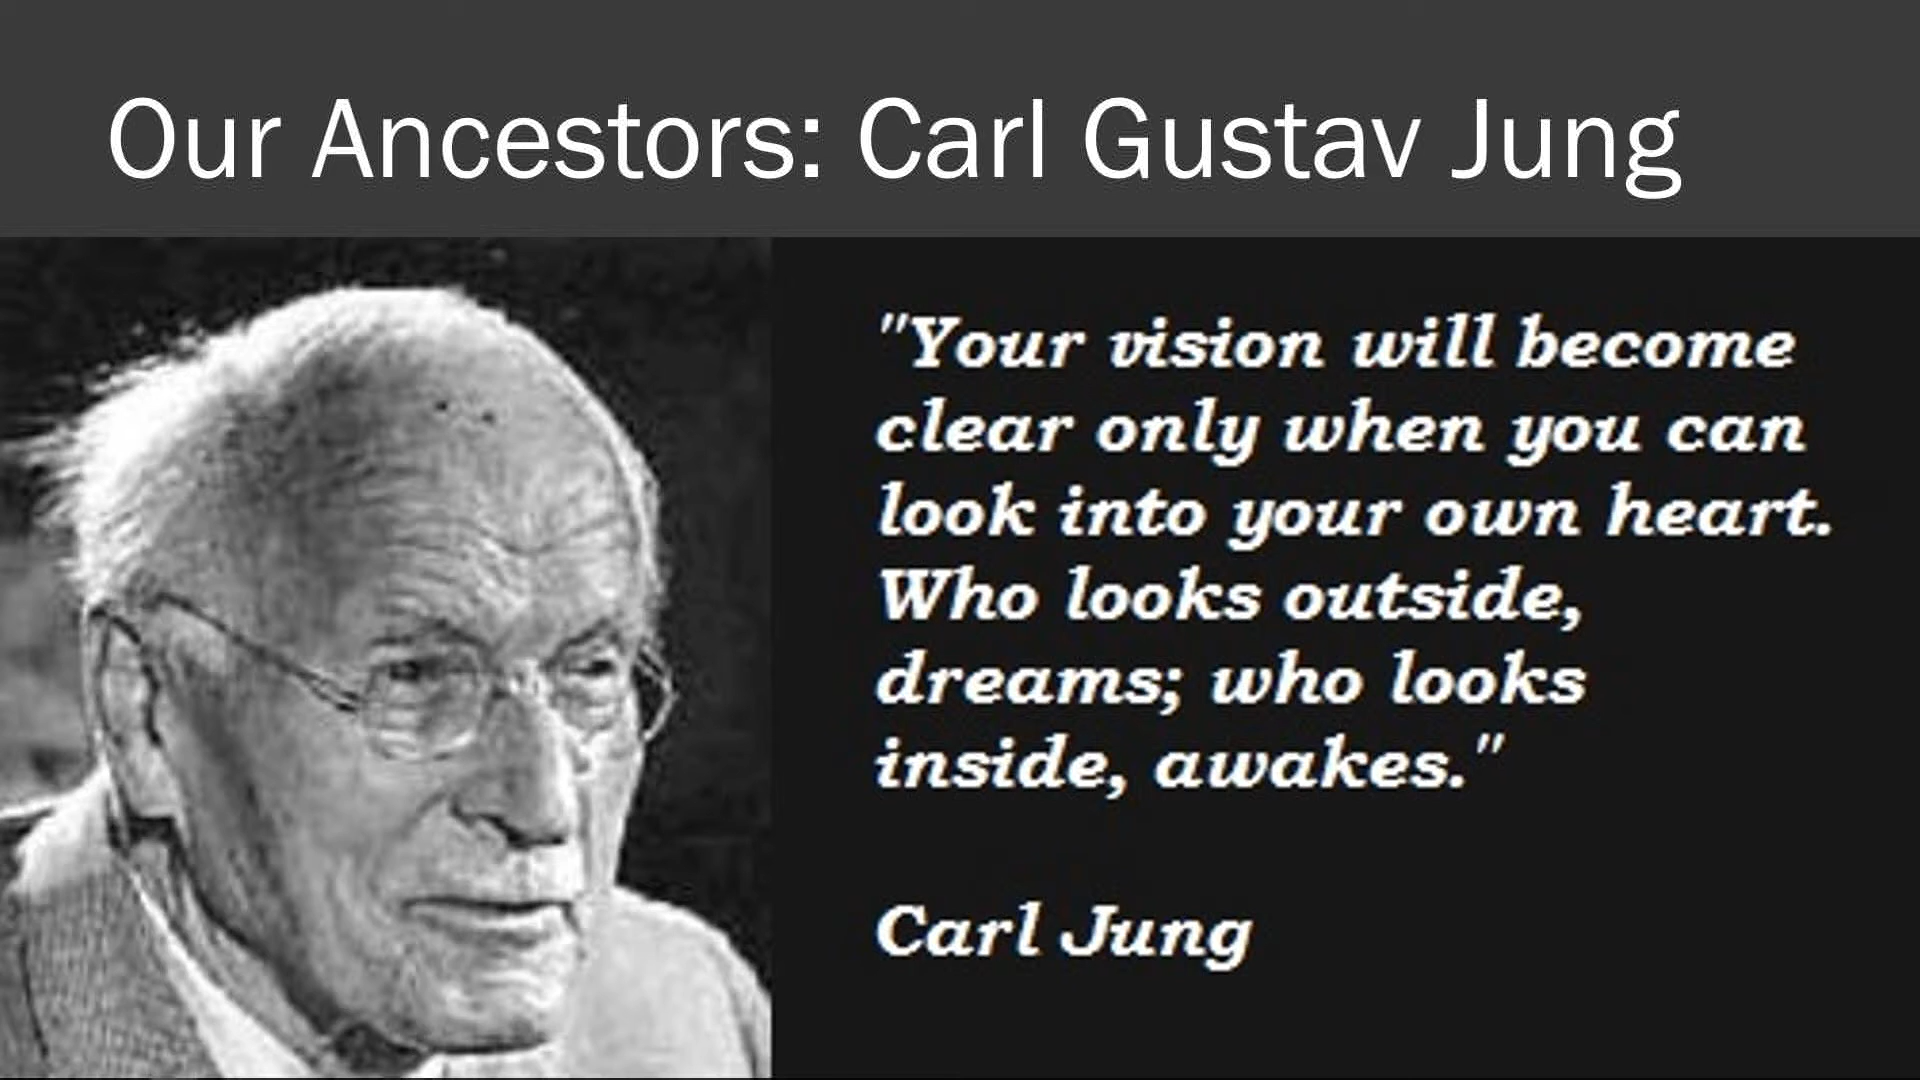 Our Ancestors: Carl Gustav Jung
"Your vision will become
clear only when you can
look into your own heart.
Who looks outside,
dreams; who looks
inside, awakes."
Carl Jung